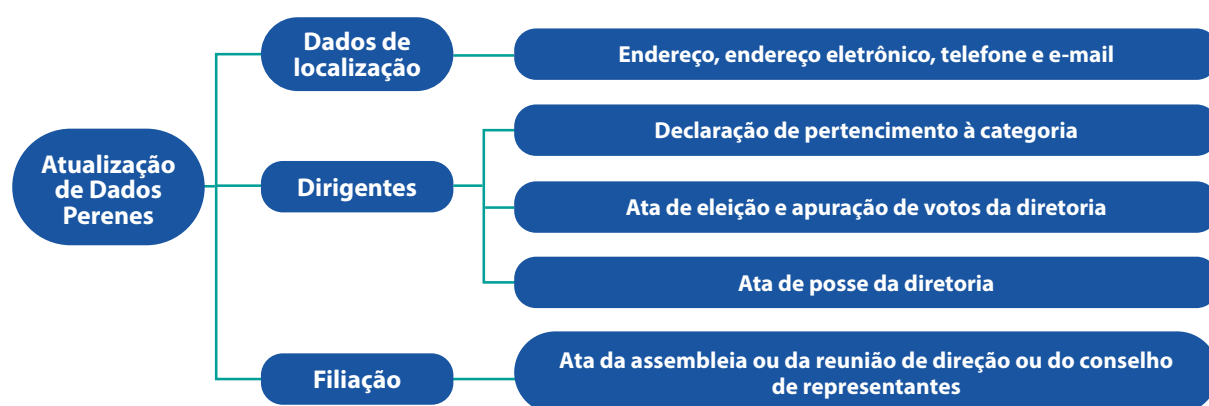 Atualização
de Dados
Perenes
Dados de
localização
Endereço, endereço eletrônico, telefone e e-mail
Dirigentes
Declaração de pertencimento à categoria
Ata de eleição e apuração de votos da diretoria
Ata de posse da diretoria
Filiação
Ata da assembleia ou da reunião de direção ou do conselho
de representantes